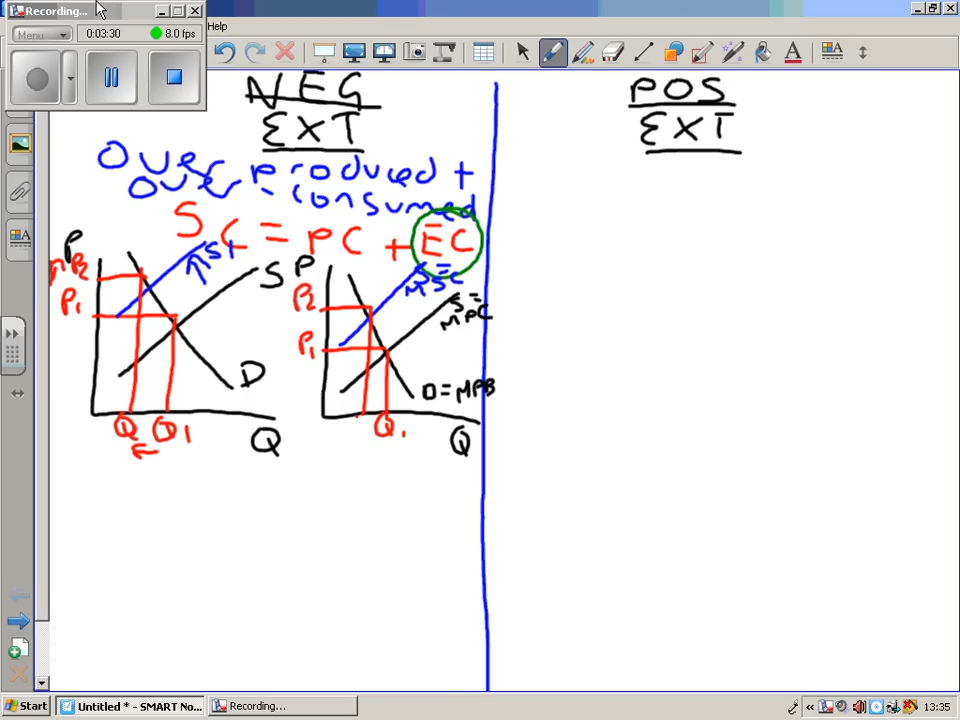 Recording...
Menu
0:03:30
8.0 fps
Help
NEG
EXT
POS
EXT
Over produced +
over-consumed
SC = PC + EC
P
↑P2
P1
↑S1
S
D
Q2
←
Q1
Q
P
P2
P1
S=
MSC
S=
MPC
D=MPB
Q1
Q
Start
Untitled * - SMART No...
Recording...
«
13:35